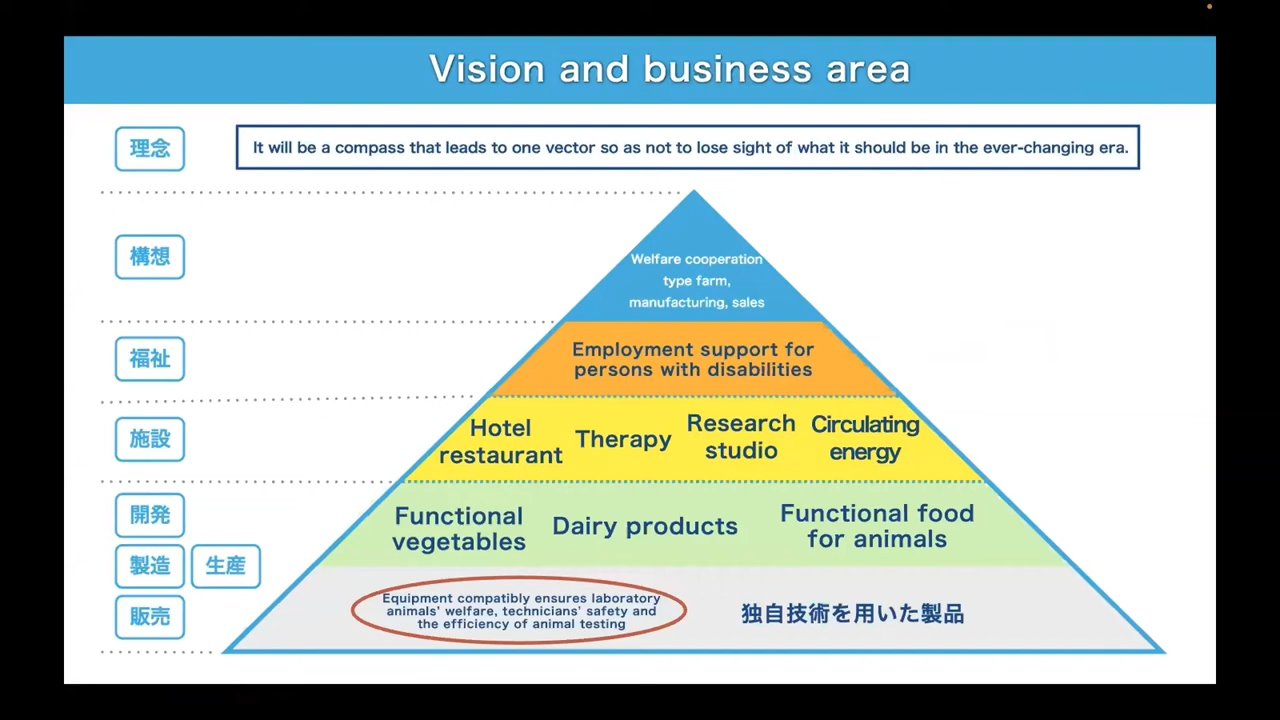 Vision and business area
理念
It will be a compass that leads to one vector so as not to lose sight of what it should be in the ever-changing era.
構想
Welfare cooperation
type farm,
manufacturing, sales
福祉
Employment support for
persons with disabilities
施設
Hotel
restaurant
Therapy
Research
studio
Circulating
energy
開発
製造
生産
販売
Functional
vegetables
Dairy products
Functional food
for animals
Equipment compatibly ensures laboratory
animals' welfare, technicians' safety and
the efficiency of animal testing
独自技術を用いた製品